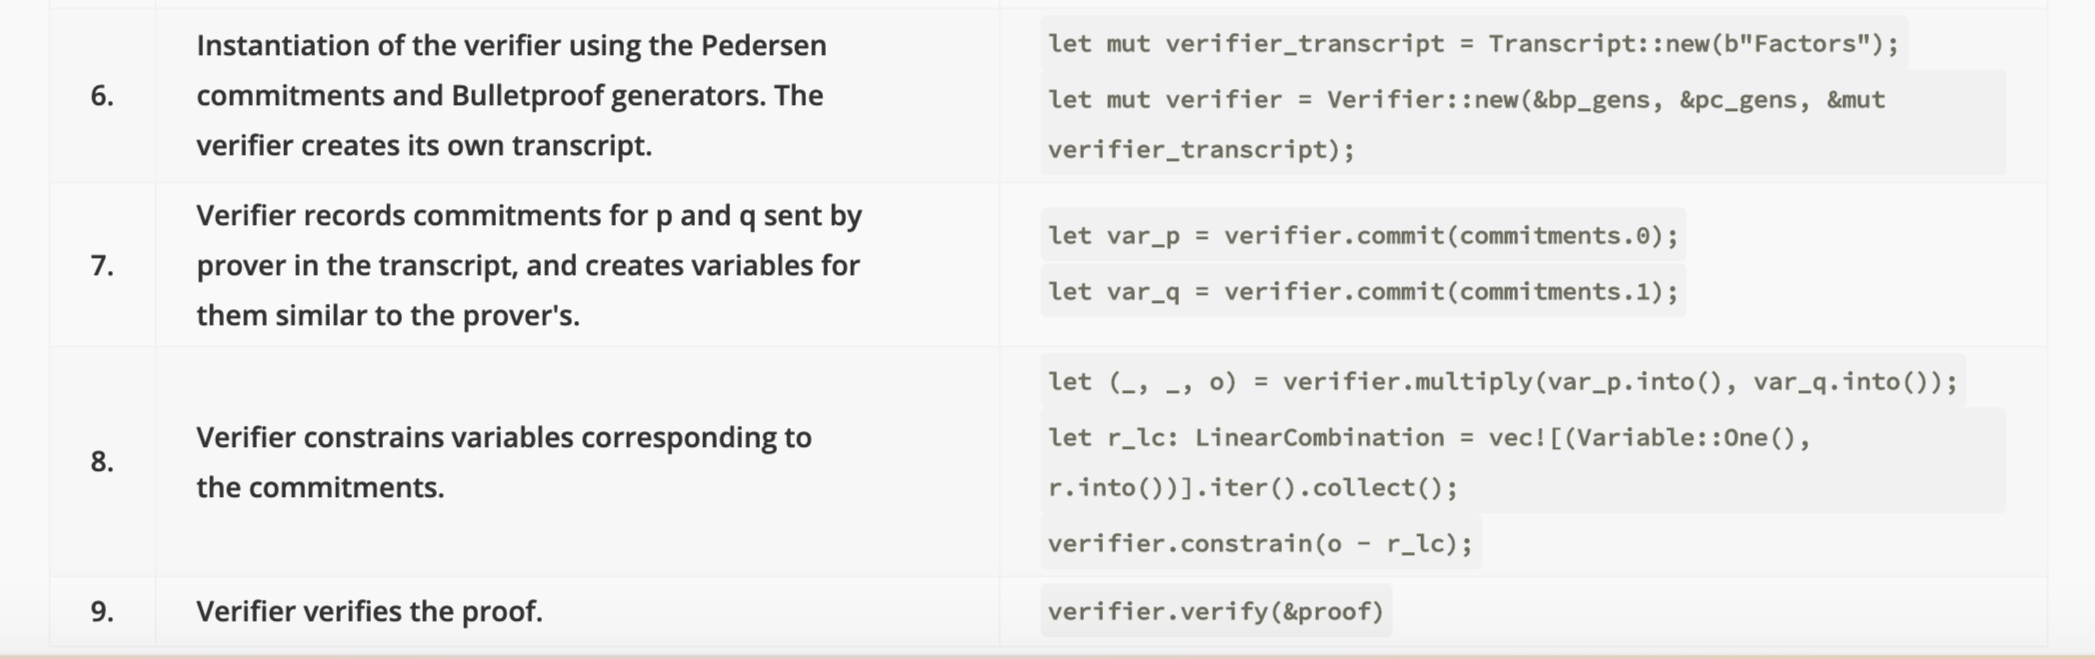 6.
Instantiation of the verifier using the Pedersen
commitments and Bulletproof generators. The
verifier creates its own transcript.
let mut verifier_transcript = Transcript::new(b"Factors");
let mut verifier = Verifier::new(&bp_gens, &pc_gens, &mut
verifier_transcript);
7.
Verifier records commitments for p and q sent by
prover in the transcript, and creates variables for
them similar to the prover's.
let var_p = verifier.commit(commitments.0);
let var_q = verifier.commit(commitments.1);
8.
Verifier constrains variables corresponding to
the commitments.
let (_, _, o) = verifier.multiply(var_p.into(), var_q.into());
let r_lc: LinearCombination = vec![(Variable::One(),
r.into())].iter().collect();
verifier.constrain(o - r_lc);
9.
Verifier verifies the proof.
verifier.verify(&proof)